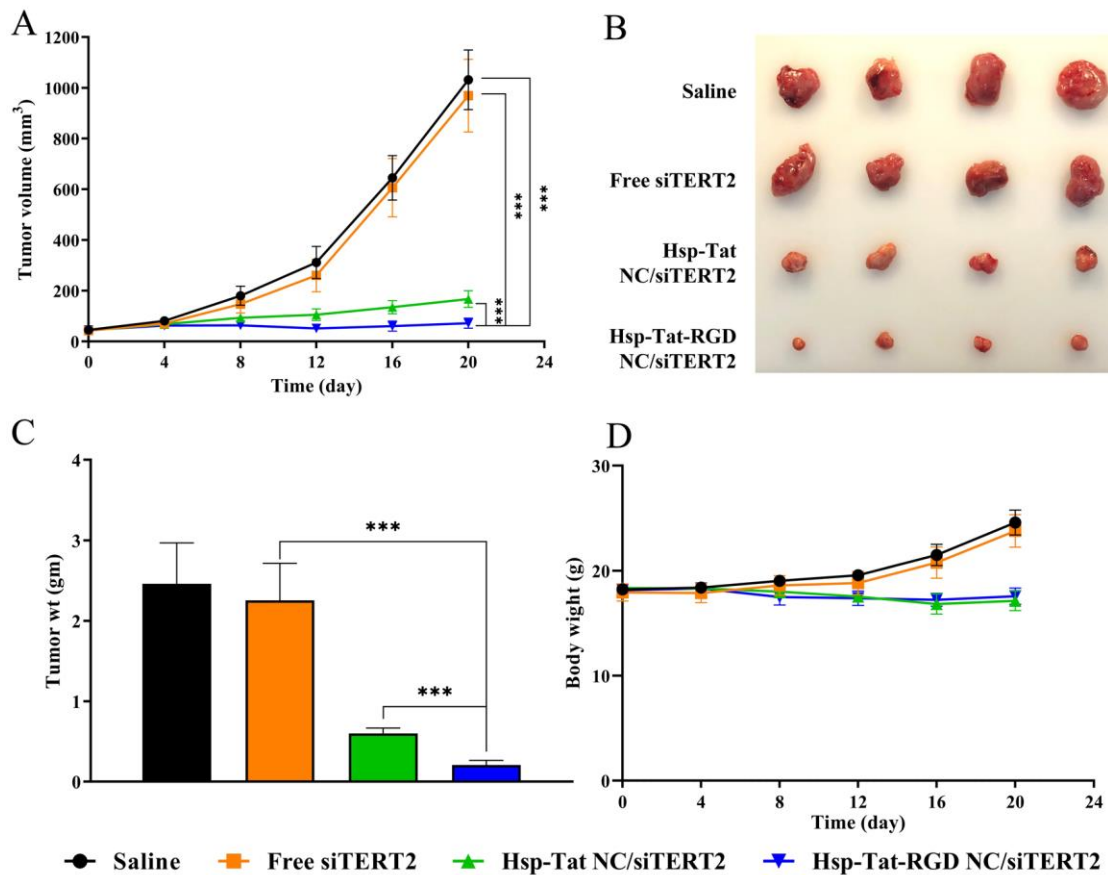 A
Tumor volume (mm³)
1200
1000
800
600
400
200
0
0 4 8 12 16 20 24
Time (day)
***
***
***
B
Saline
Free siTERT2
Hsp-Tat
NC/siTERT2
Hsp-Tat-RGD
NC/siTERT2
C
Tumor wt (gm)
4
3
2
1
0
***
***
D
Body wight (g)
30
20
10
0
0 4 8 12 16 20 24
Time (day)
Saline Free siTERT2 Hsp-Tat NC/siTERT2 Hsp-Tat-RGD NC/siTERT2